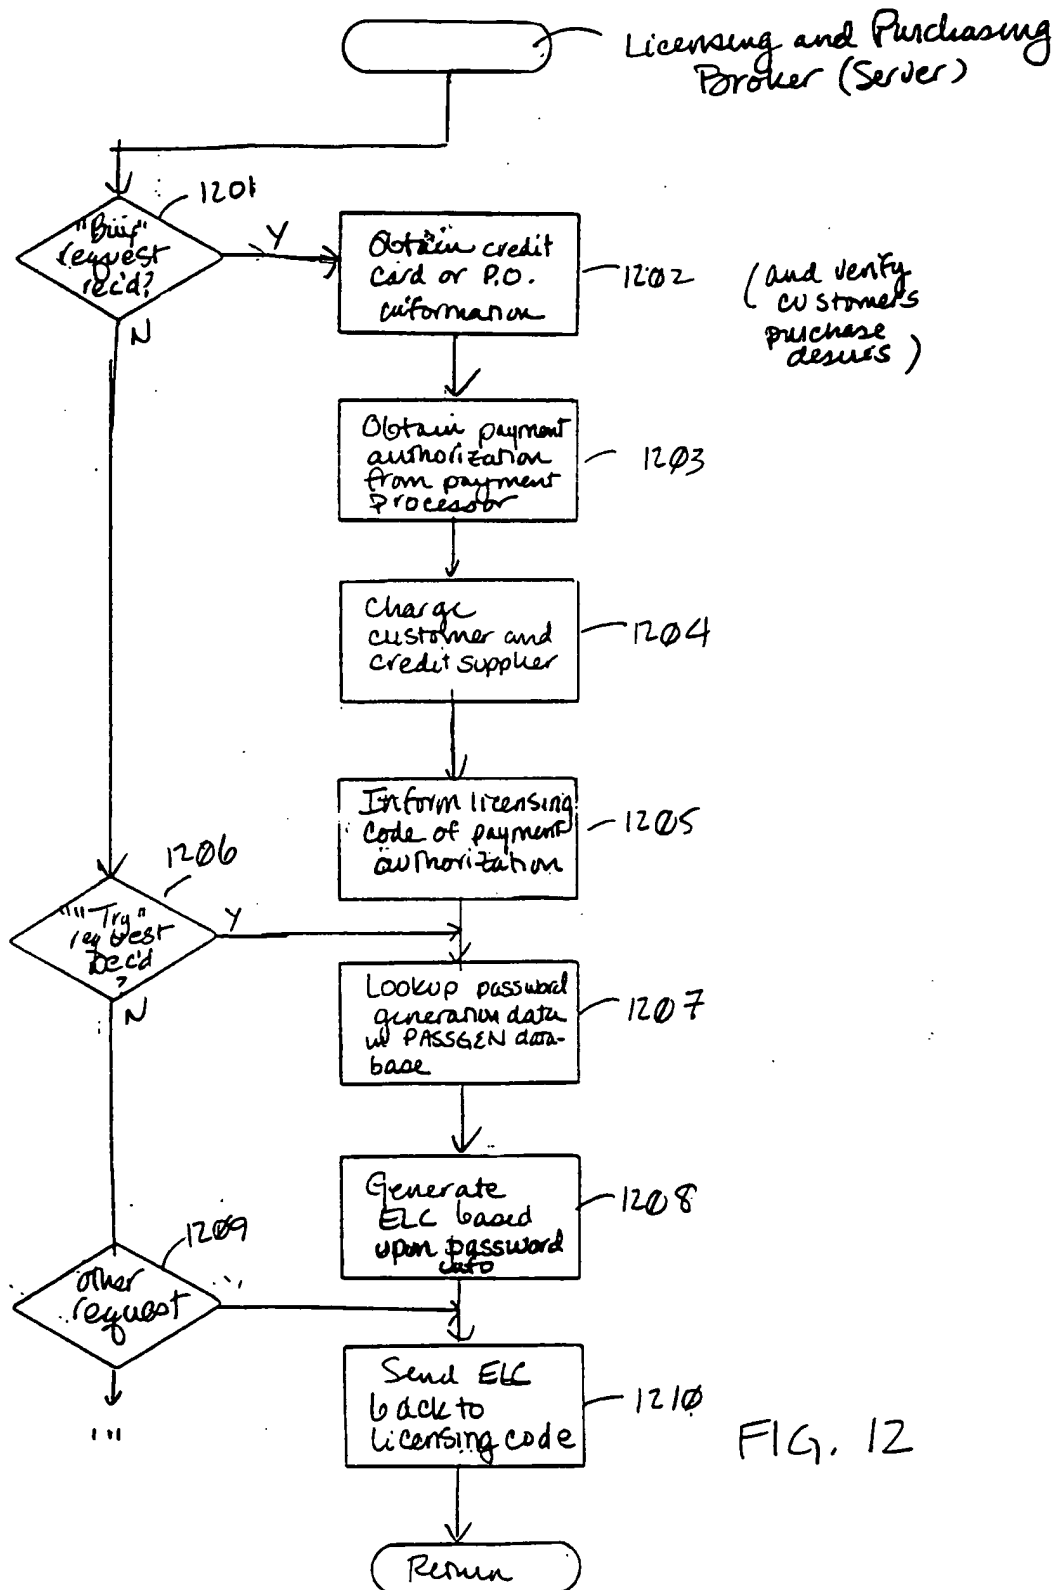 Licensing and Purchasing
Broker (Server)
1201
"Buy"
request
rec'd?
Y
N
Obtain credit
card or P.O.
information
1202
(and verify
customers
purchase
desires)
Obtain payment
authorization
from payment
Processor
1203
Charge
customer and
credit supplier
1204
Inform licensing
code of payment
authorization
1205
1206
"Try"
request
rec'd
?
Y
N
Lookup password
generation data
in PASSGEN data-
base
1207
Generate
ELC based
upon password
info
1208
1209
other
request
Send ELC
back to
licensing code
1210
FIG. 12
Return